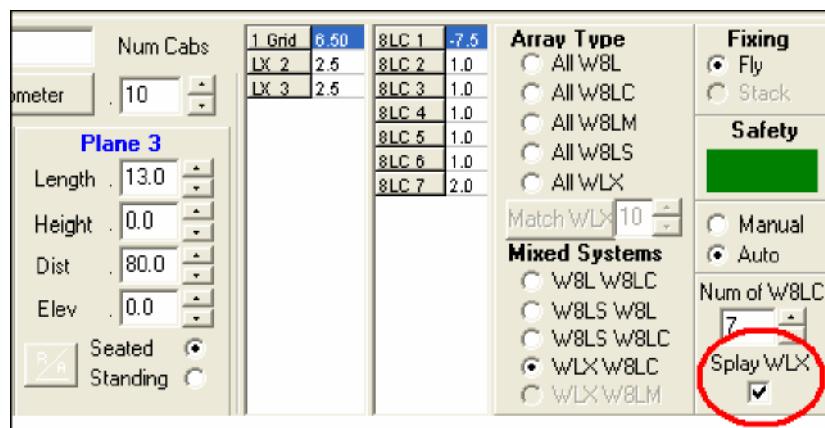 Num Cabs
ometer . 10
Plane 3
Length . 13.0
Height . 0.0
Dist . 80.0
Elev . 0.0
R/A
Seated
Standing
1 Grid 6.50
LX 2 2.5
LX 3 2.5
8LC 1 -7.5
8LC 2 1.0
8LC 3 1.0
8LC 4 1.0
8LC 5 1.0
8LC 6 1.0
8LC 7 2.0
Array Type
All W8L
All W8LC
All W8LM
All W8LS
All WLX
Match WLX 10
Mixed Systems
W8L W8LC
W8LS W8L
W8LS W8LC
WLX W8LC
WLX W8LM
Fixing
Fly
Stack
Safety
Manual
Auto
Num of W8LC
7
Splay WLX